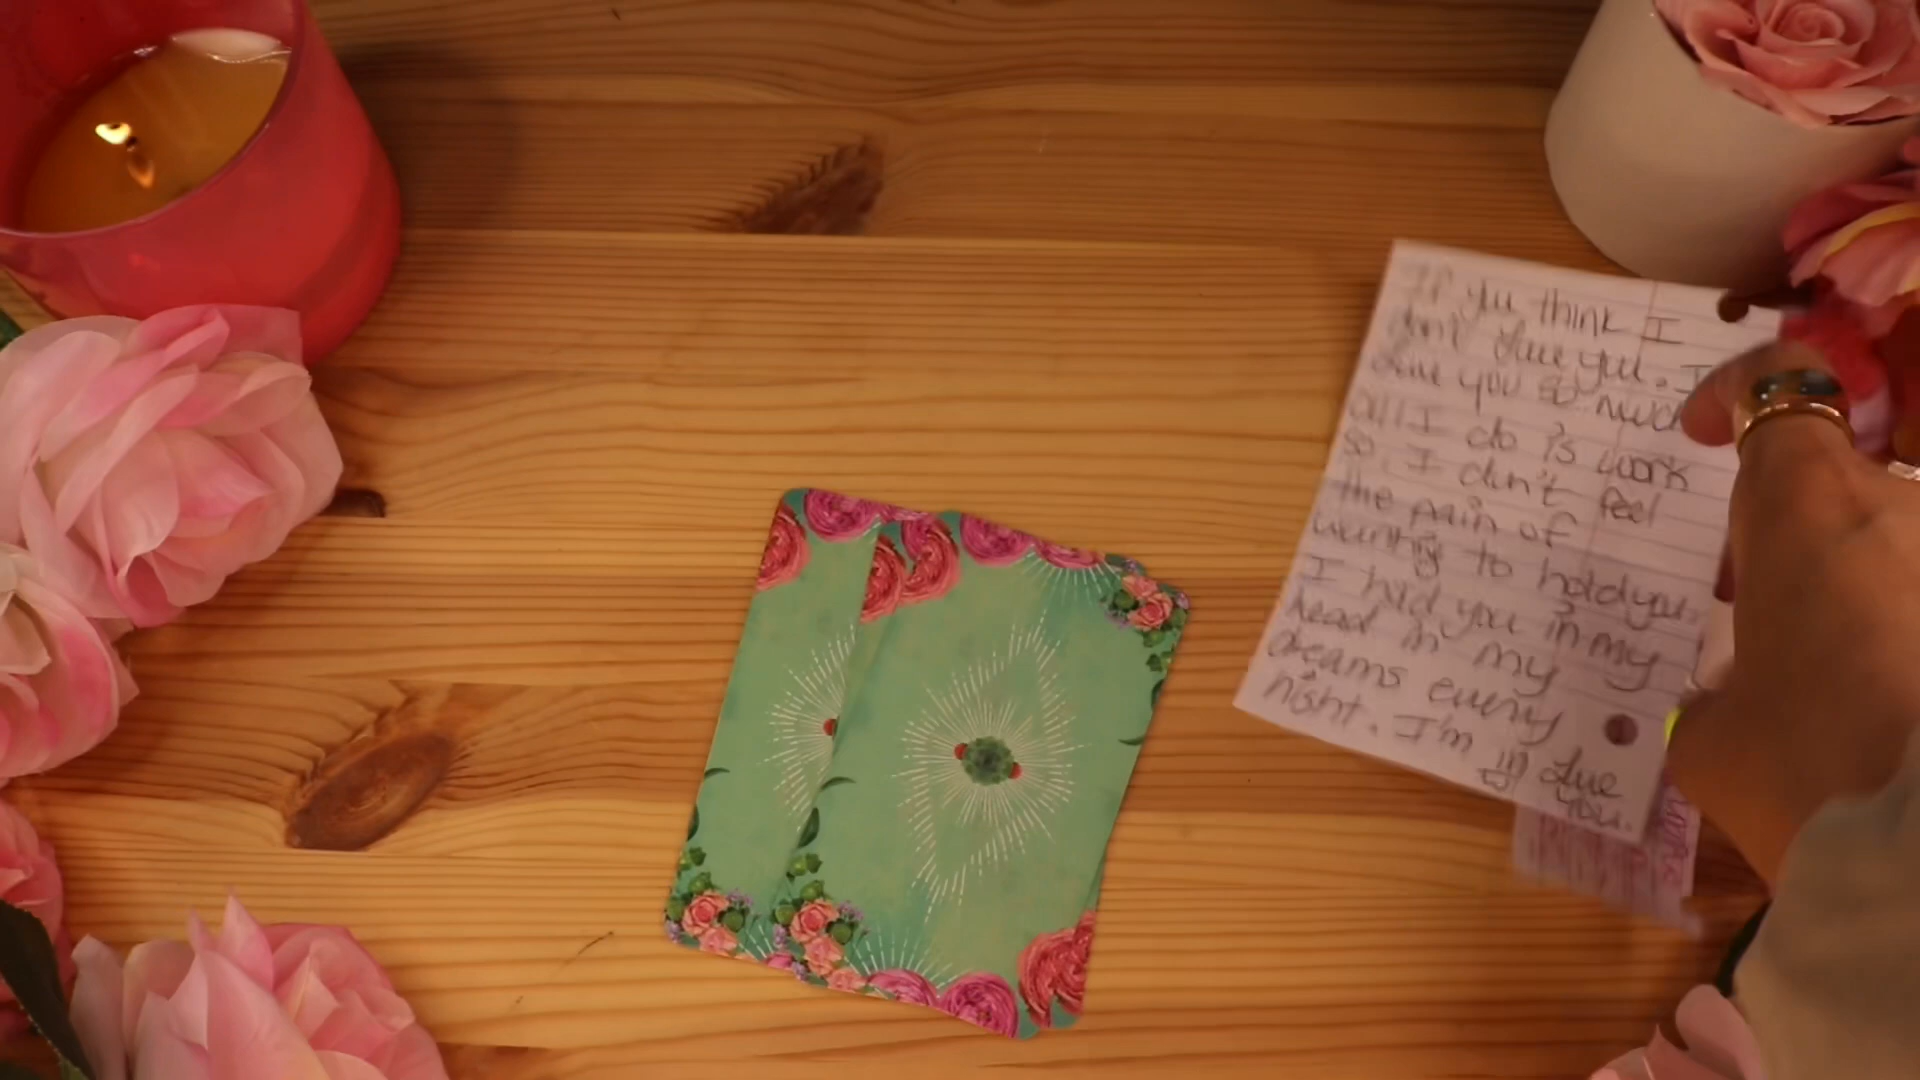 If you think I
don't love you. I
love you so much
all I do is work
so I don't feel
the pain of
wanting to hold you.
I hold you in my
head in my
dreams every
night. I'm in love
you.